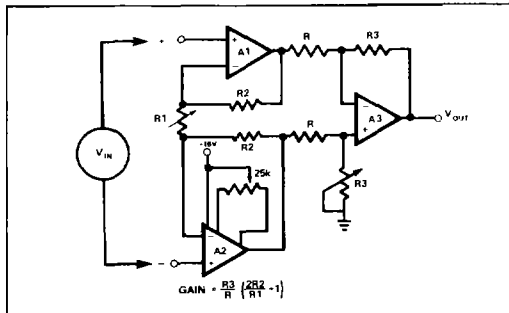 +
A1
+
−
R
R3
R2
R1
−
A3
+
VOUT
R2
R
VIN
-15V
25k
R3
−
A2
+
−
GAIN = R3/R (2R2/R1 + 1)